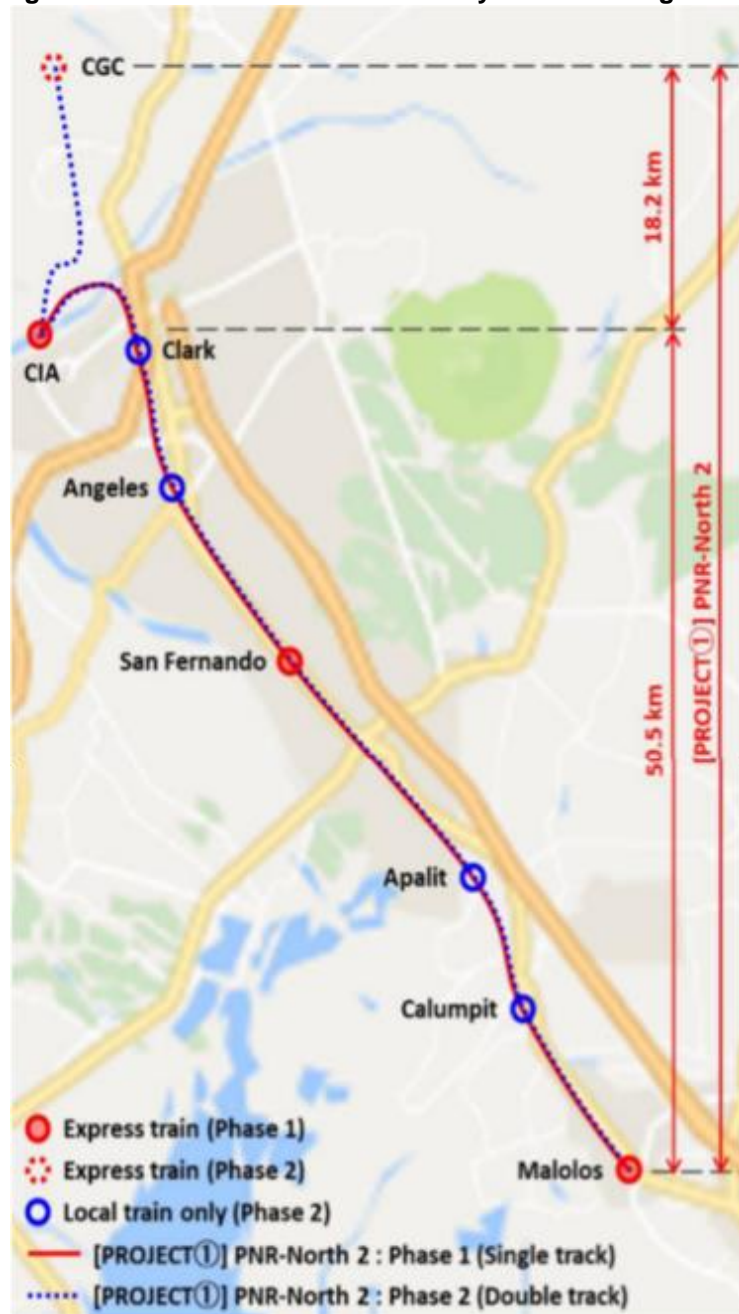 CGC
18.2 km
CIA
Clark
Angeles
[PROJECT①] PNR-North 2
San Fernando
50.5 km
Apalit
Calumpit
Malolos
Express train (Phase 1)
Express train (Phase 2)
Local train only (Phase 2)
[PROJECT①] PNR-North 2 : Phase 1 (Single track)
[PROJECT①] PNR-North 2 : Phase 2 (Double track)